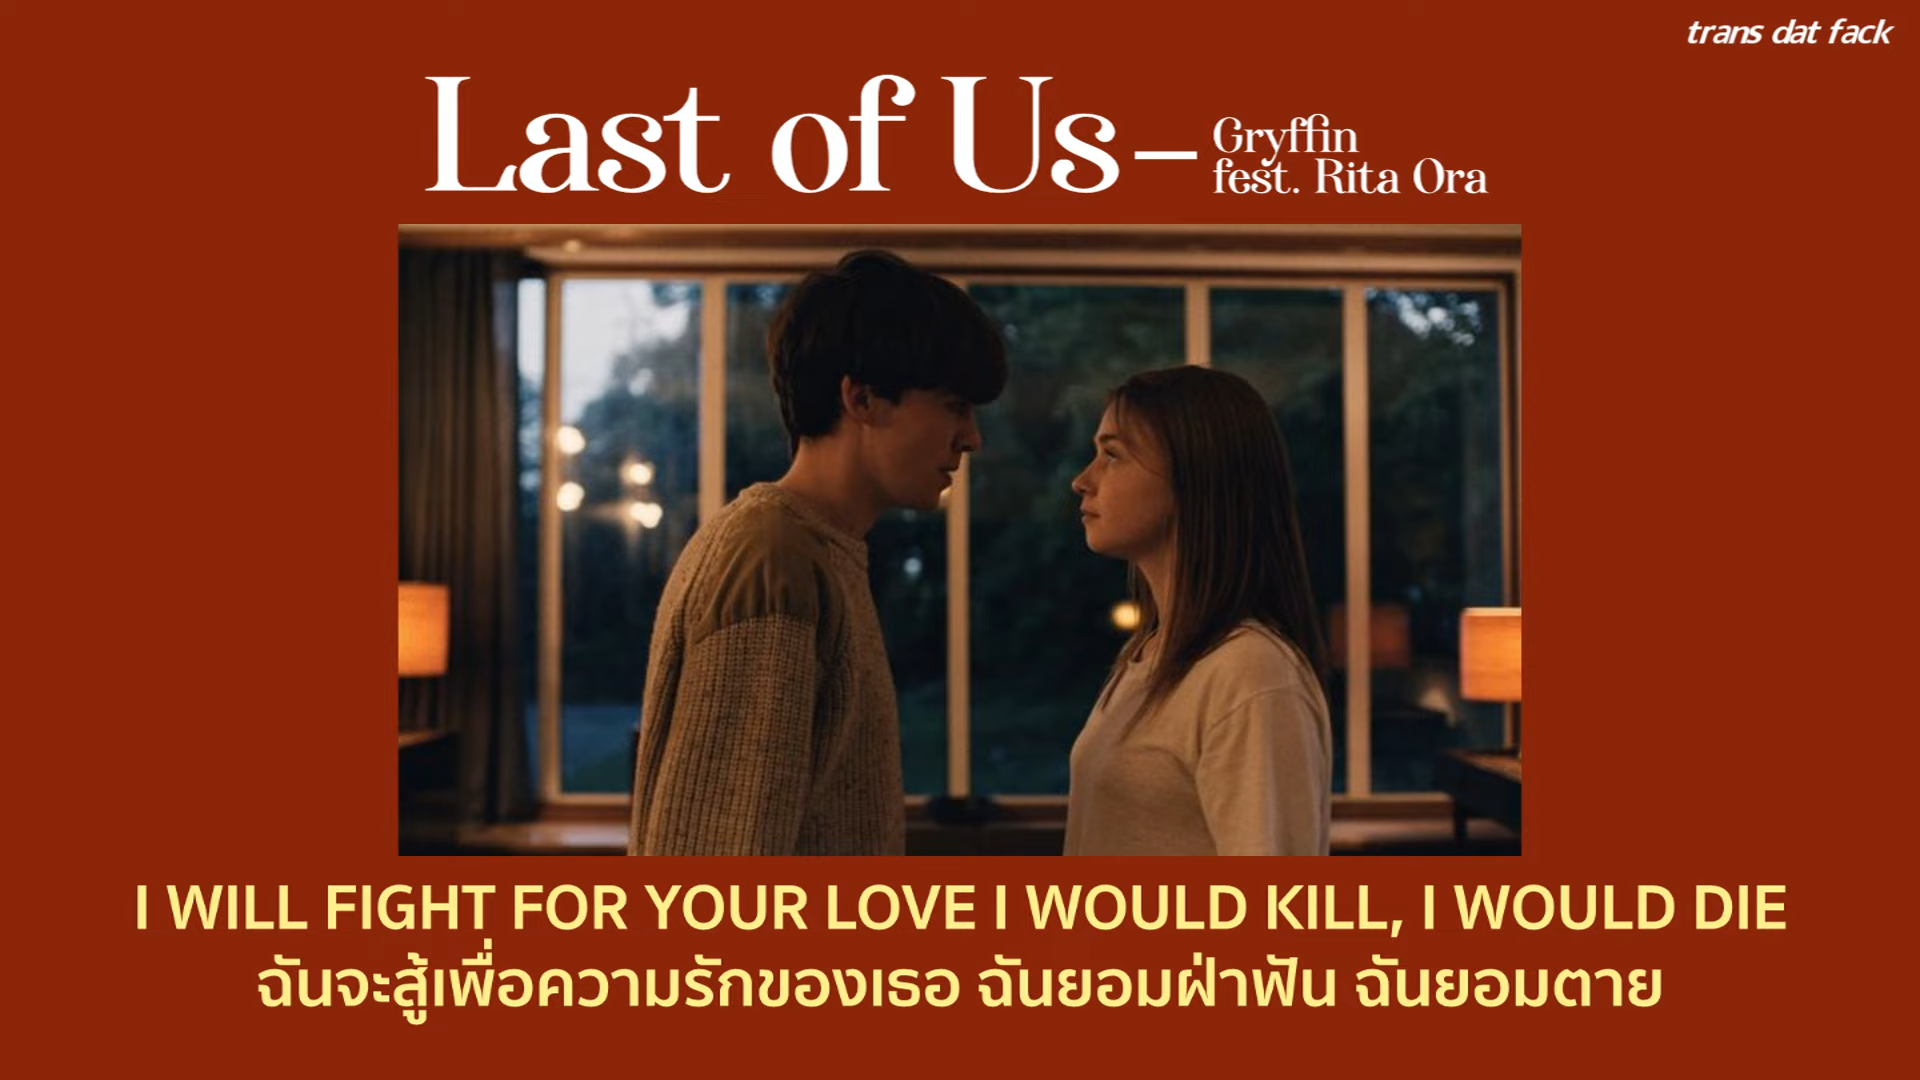 trans dat fack
Last of Us – Gryffin
fest. Rita Ora
I WILL FIGHT FOR YOUR LOVE I WOULD KILL, I WOULD DIE
ฉันจะสู้เพื่อความรักของเธอ ฉันยอมฝ่าฟัน ฉันยอมตาย